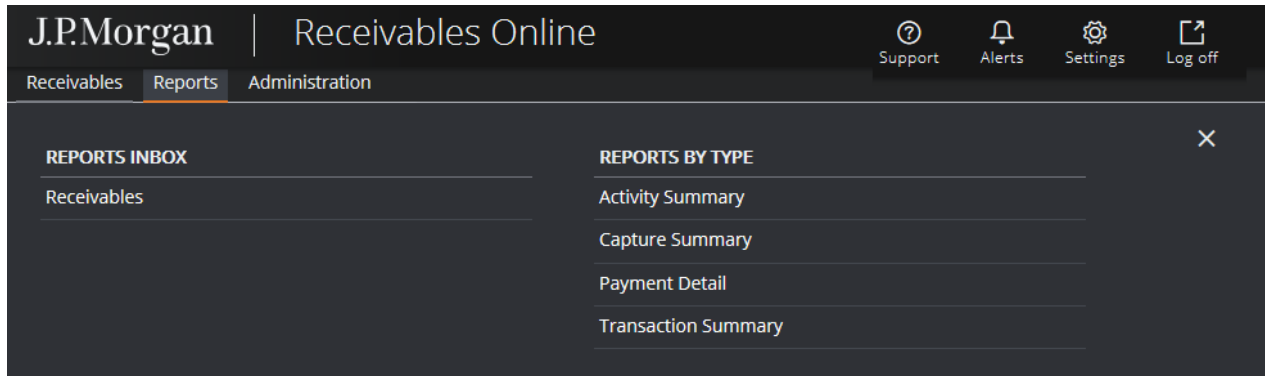 J.P.Morgan | Receivables Online
Support Alerts Settings Log off
Receivables Reports Administration
REPORTS INBOX
Receivables
REPORTS BY TYPE
Activity Summary
Capture Summary
Payment Detail
Transaction Summary